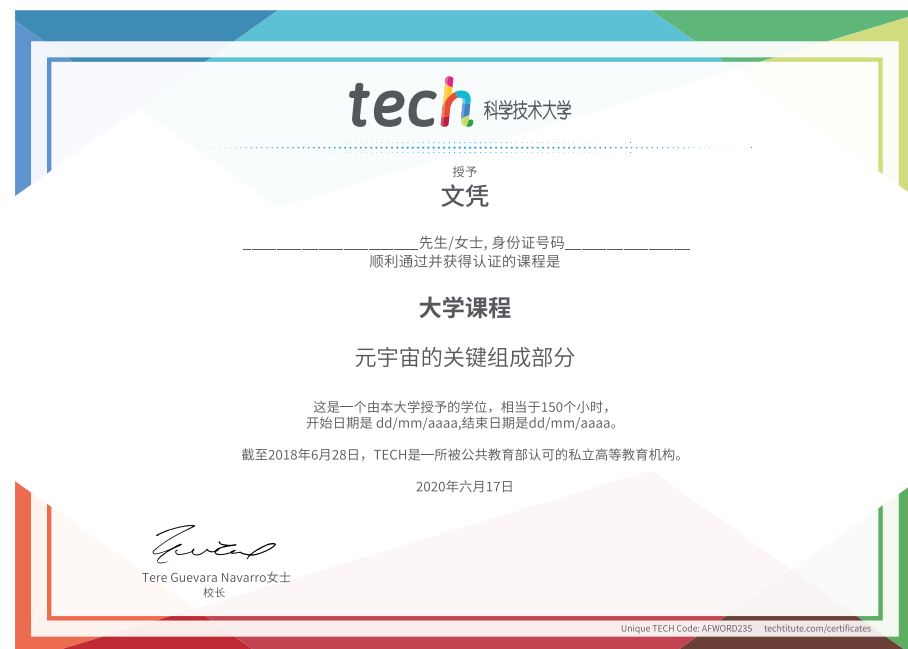 tech 科学技术大学
授予
文凭
_____________________先生/女士, 身份证号码_______________
顺利通过并获得认证的课程是
大学课程
元宇宙的关键组成部分
这是一个由本大学授予的学位，相当于150个小时，
开始日期是 dd/mm/aaaa,结束日期是dd/mm/aaaa。
截至2018年6月28日，TECH是一所被公共教育部认可的私立高等教育机构。
2020年六月17日
Tere Guevara Navarro女士
校长
Unique TECH Code: AFWORD23S techtitute.com/certificates